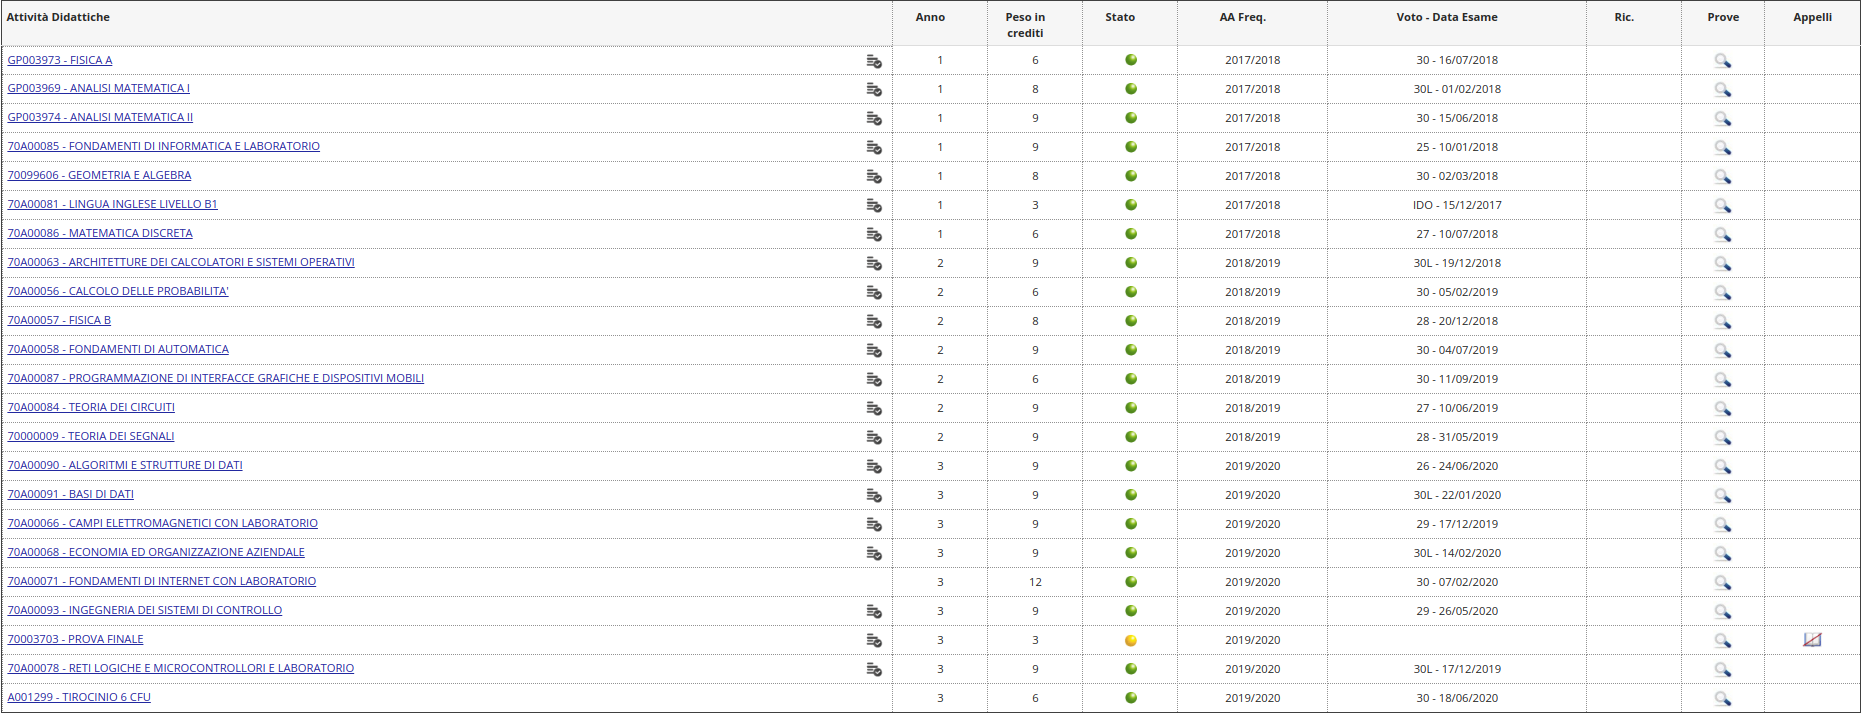 Attività Didattiche Anno Peso in crediti Stato AA Freq. Voto - Data Esame Ric. Prove Appelli
GP003973 - FISICA A 1 6 2017/2018 30 - 16/07/2018
GP003969 - ANALISI MATEMATICA I 1 8 2017/2018 30L - 01/02/2018
GP003974 - ANALISI MATEMATICA II 1 9 2017/2018 30 - 15/06/2018
70A00085 - FONDAMENTI DI INFORMATICA E LABORATORIO 1 9 2017/2018 25 - 10/01/2018
70099606 - GEOMETRIA E ALGEBRA 1 8 2017/2018 30 - 02/03/2018
70A00081 - LINGUA INGLESE LIVELLO B1 1 3 2017/2018 IDO - 15/12/2017
70A00086 - MATEMATICA DISCRETA 1 6 2017/2018 27 - 10/07/2018
70A00063 - ARCHITETTURE DEI CALCOLATORI E SISTEMI OPERATIVI 2 9 2018/2019 30L - 19/12/2018
70A00056 - CALCOLO DELLE PROBABILITA' 2 6 2018/2019 30 - 05/02/2019
70A00057 - FISICA B 2 8 2018/2019 28 - 20/12/2018
70A00058 - FONDAMENTI DI AUTOMATICA 2 9 2018/2019 30 - 04/07/2019
70A00087 - PROGRAMMAZIONE DI INTERFACCE GRAFICHE E DISPOSITIVI MOBILI 2 6 2018/2019 30 - 11/09/2019
70A00084 - TEORIA DEI CIRCUITI 2 9 2018/2019 27 - 10/06/2019
70000009 - TEORIA DEI SEGNALI 2 9 2018/2019 28 - 31/05/2019
70A00090 - ALGORITMI E STRUTTURE DI DATI 3 9 2019/2020 26 - 24/06/2020
70A00091 - BASI DI DATI 3 9 2019/2020 30L - 22/01/2020
70A00066 - CAMPI ELETTROMAGNETICI CON LABORATORIO 3 9 2019/2020 29 - 17/12/2019
70A00068 - ECONOMIA ED ORGANIZZAZIONE AZIENDALE 3 9 2019/2020 30L - 14/02/2020
70A00071 - FONDAMENTI DI INTERNET CON LABORATORIO 3 12 2019/2020 30 - 07/02/2020
70A00093 - INGEGNERIA DEI SISTEMI DI CONTROLLO 3 9 2019/2020 29 - 26/05/2020
70003703 - PROVA FINALE 3 3 2019/2020
70A00078 - RETI LOGICHE E MICROCONTROLLORI E LABORATORIO 3 9 2019/2020 30L - 17/12/2019
A001299 - TIROCINIO 6 CFU 3 6 2019/2020 30 - 18/06/2020